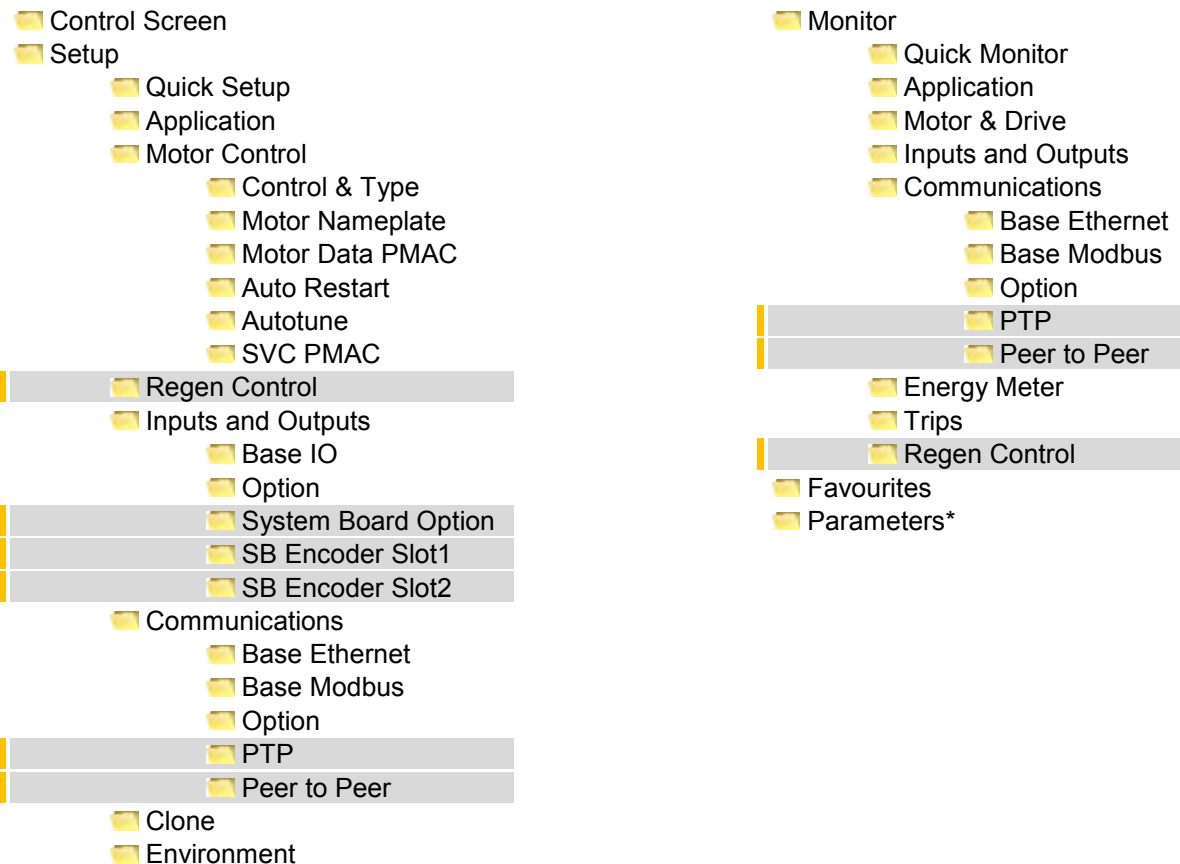 Control Screen
Setup
Quick Setup
Application
Motor Control
Control & Type
Motor Nameplate
Motor Data PMAC
Auto Restart
Autotune
SVC PMAC
Regen Control
Inputs and Outputs
Base IO
Option
System Board Option
SB Encoder Slot1
SB Encoder Slot2
Communications
Base Ethernet
Base Modbus
Option
PTP
Peer to Peer
Clone
Environment
Monitor
Quick Monitor
Application
Motor & Drive
Inputs and Outputs
Communications
Base Ethernet
Base Modbus
Option
PTP
Peer to Peer
Energy Meter
Trips
Regen Control
Favourites
Parameters*